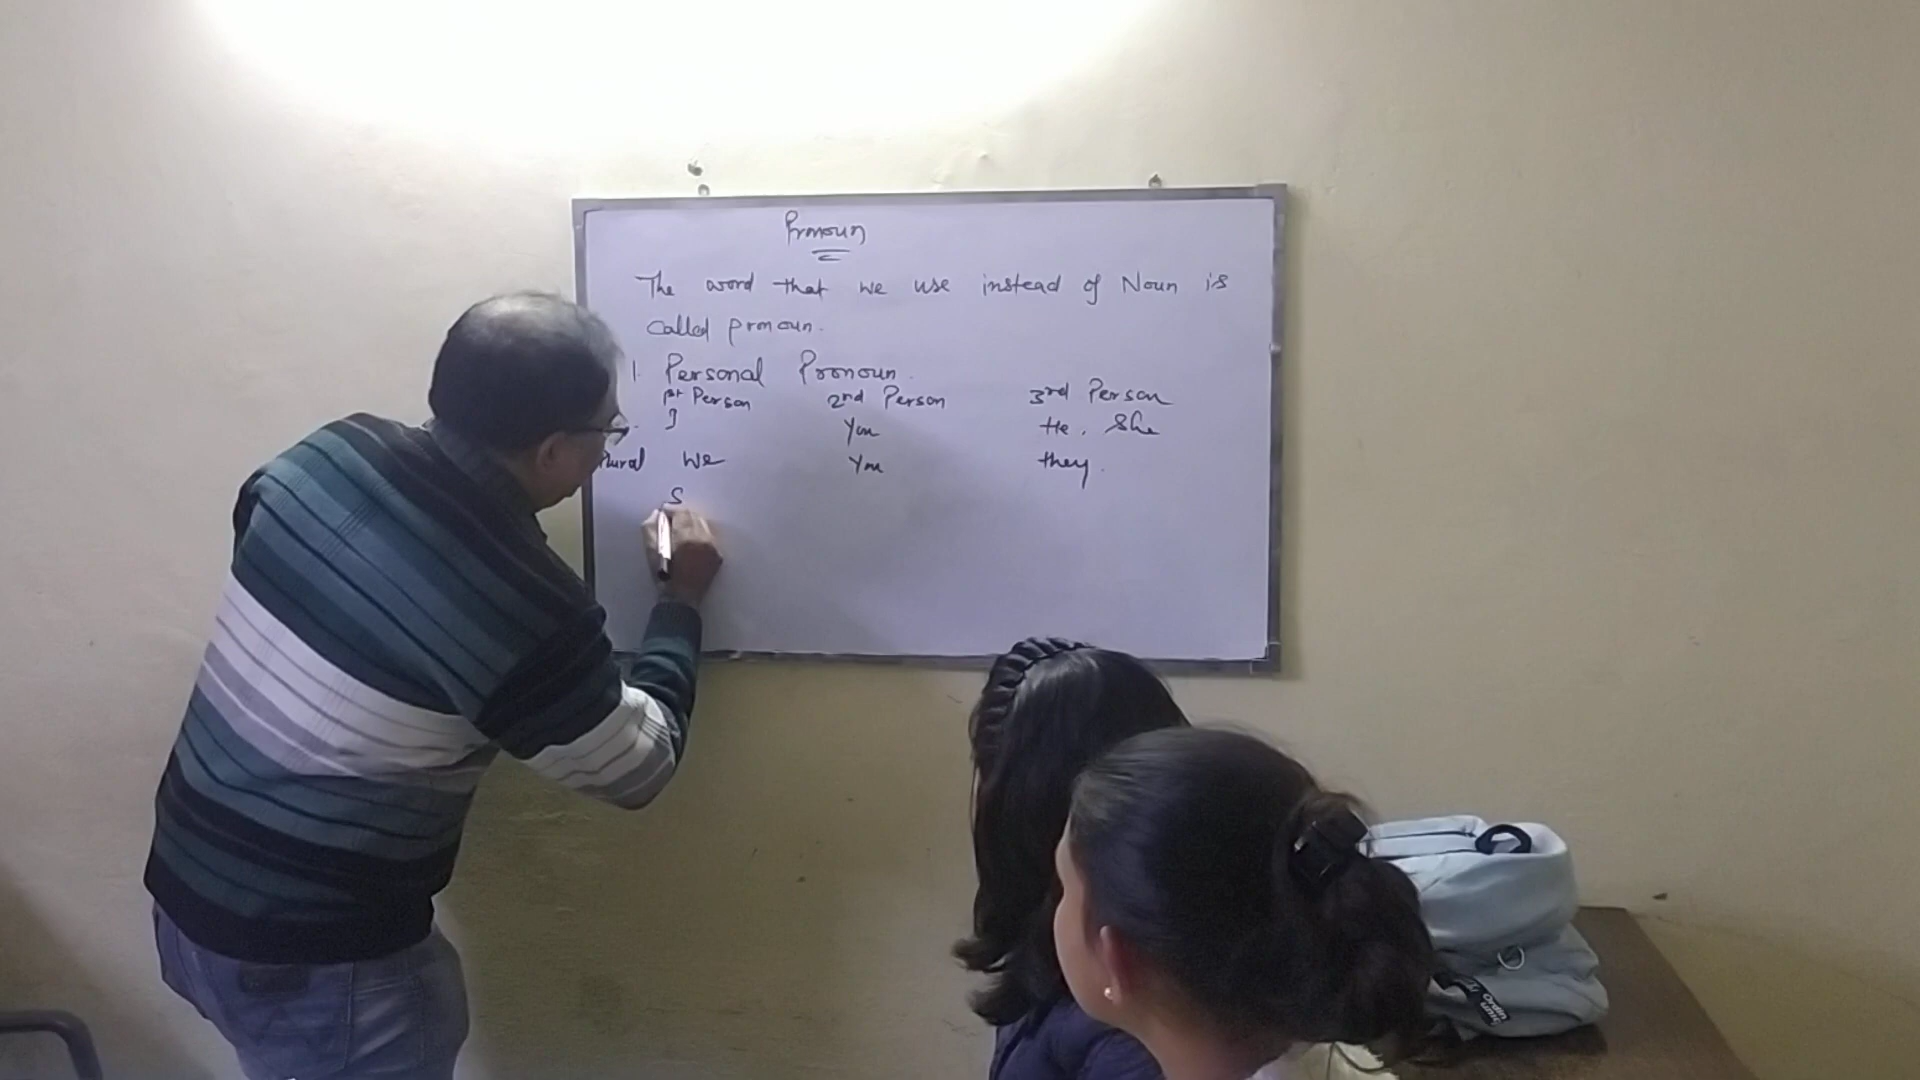 Pronoun
The word that we use instead of Noun is
called pronoun.
1. Personal Pronoun.
1st Person 2nd Person 3rd Person
I You He, She
Plural We You they.
S